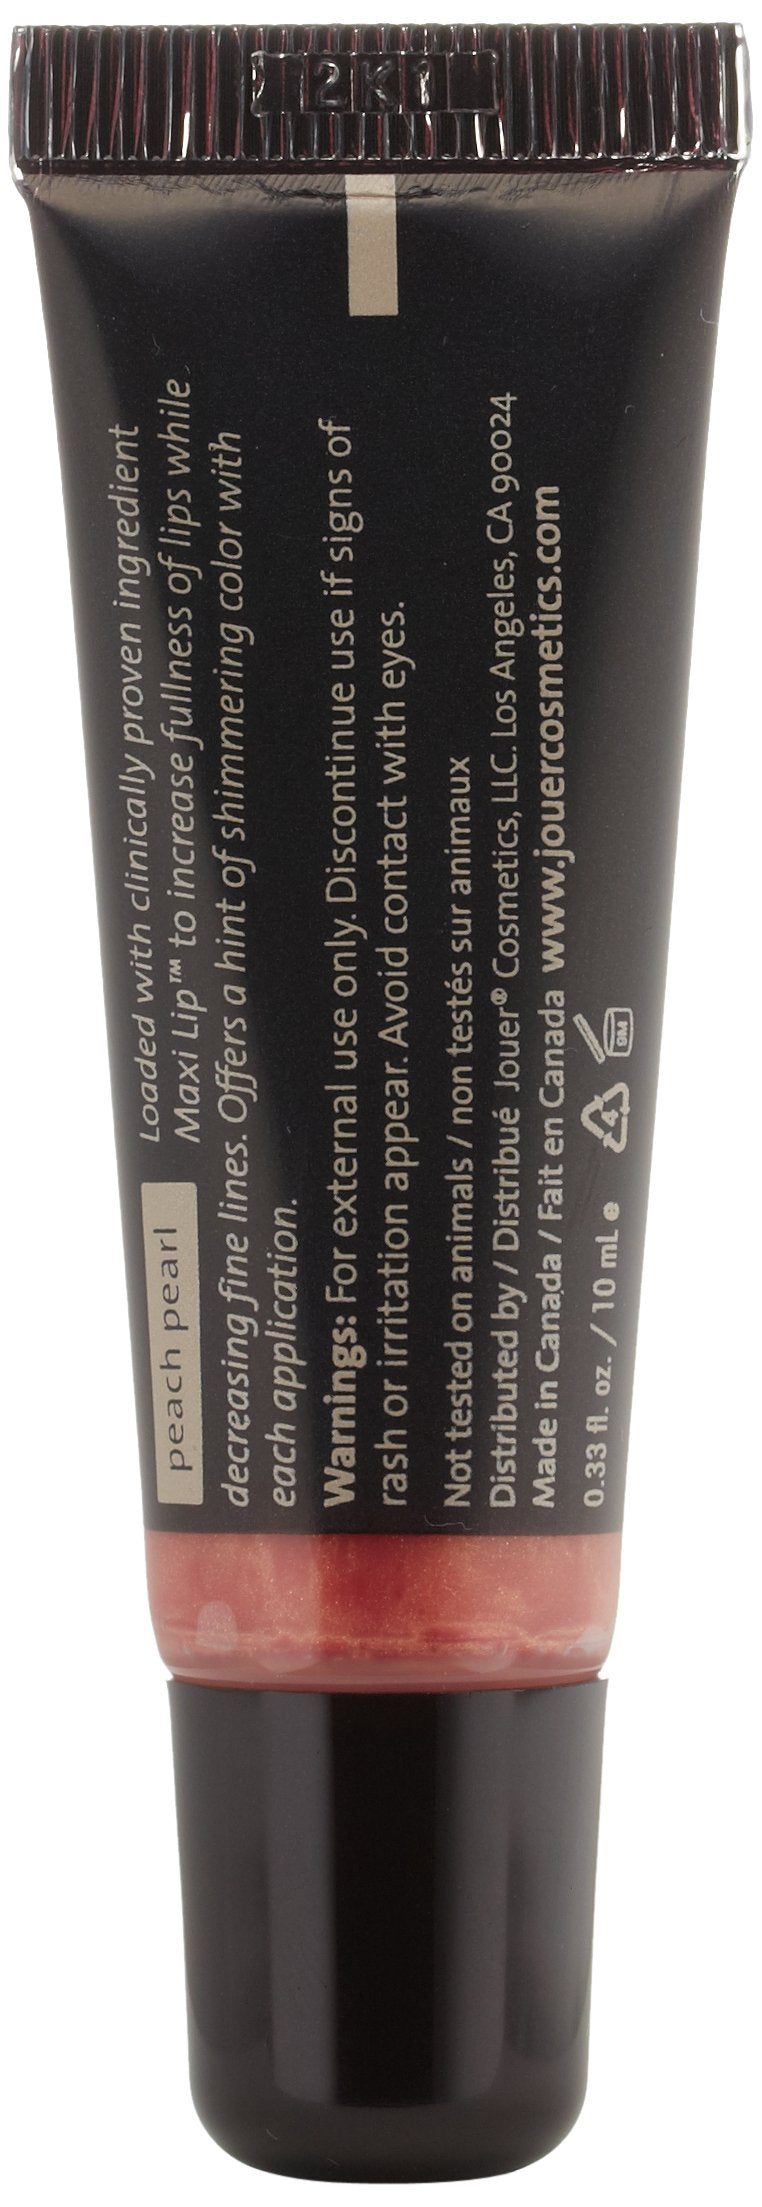 2K1
peach pearl
Loaded with clinically proven ingredient
Maxi Lip™ to increase fullness of lips while
decreasing fine lines. Offers a hint of shimmering color with
each application.
Warnings: For external use only. Discontinue use if signs of
rash or irritation appear. Avoid contact with eyes.
Not tested on animals / non testés sur animaux
Distributed by / Distribué Jouer® Cosmetics, LLC. Los Angeles, CA 90024
Made in Canada / Fait en Canada www.jouercosmetics.com
0.33 fl. oz. / 10 mL e
4
9M